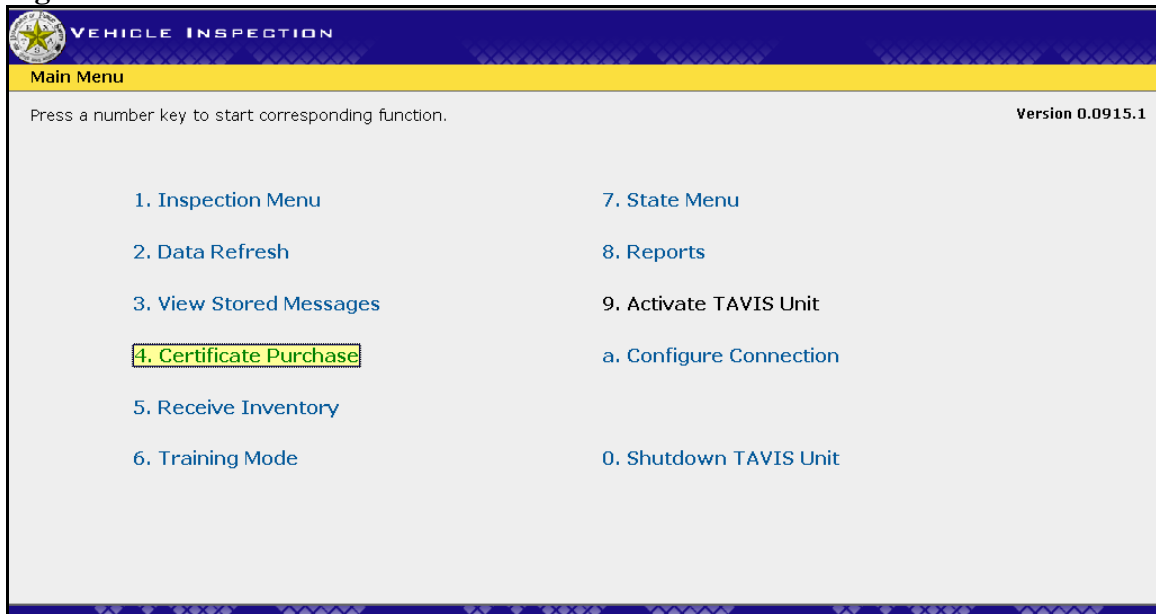 VEHICLE INSPECTION
Main Menu
Press a number key to start corresponding function.
Version 0.0915.1
1. Inspection Menu
2. Data Refresh
3. View Stored Messages
4. Certificate Purchase
5. Receive Inventory
6. Training Mode
7. State Menu
8. Reports
9. Activate TAVIS Unit
a. Configure Connection
0. Shutdown TAVIS Unit